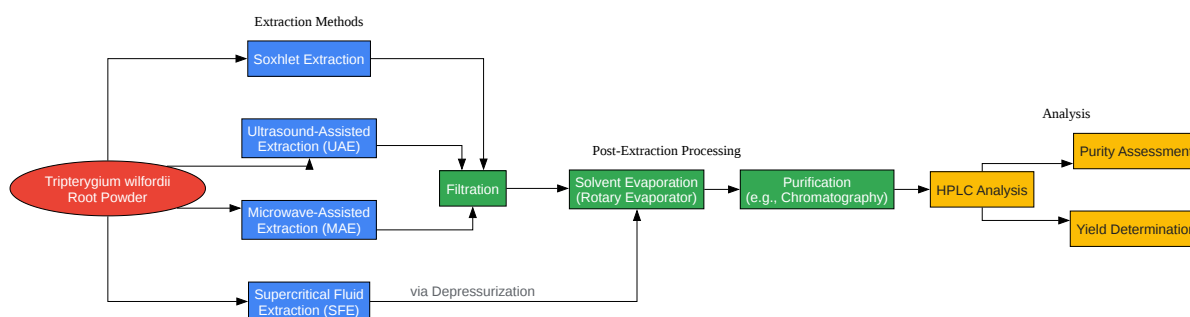 Extraction Methods
Soxhlet Extraction
Ultrasound-Assisted
Extraction (UAE)
Tripterygium wilfordii
Root Powder
Microwave-Assisted
Extraction (MAE)
Supercritical Fluid
Extraction (SFE)
via Depressurization
Filtration
Post-Extraction Processing
Solvent Evaporation
(Rotary Evaporator)
Purification
(e.g., Chromatography)
Analysis
HPLC Analysis
Purity Assessment
Yield Determination